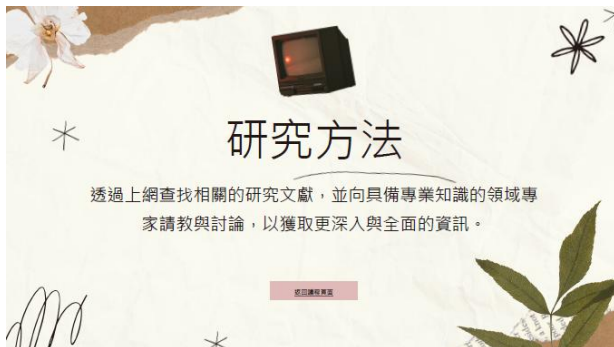 研究方法
透過上網查找相關的研究文獻，並向具備專業知識的領域專
家請教與討論，以獲取更深入與全面的資訊。